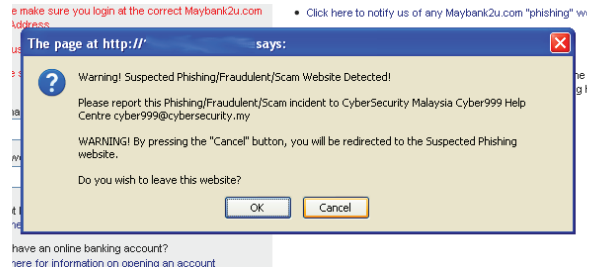 e make sure you login at the correct Maybank2u.com
Address
• Click here to notify us of any Maybank2u.com "phishing"
The page at http:// says:
Warning! Suspected Phishing/Fraudulent/Scam Website Detected!
Please report this Phishing/Fraudulent/Scam incident to CyberSecurity Malaysia Cyber999 Help
Centre cyber999@cybersecurity.my
WARNING! By pressing the "Cancel" button, you will be redirected to the Suspected Phishing
website.
Do you wish to leave this website?
OK
Cancel
have an online banking account?
here for information on opening an account